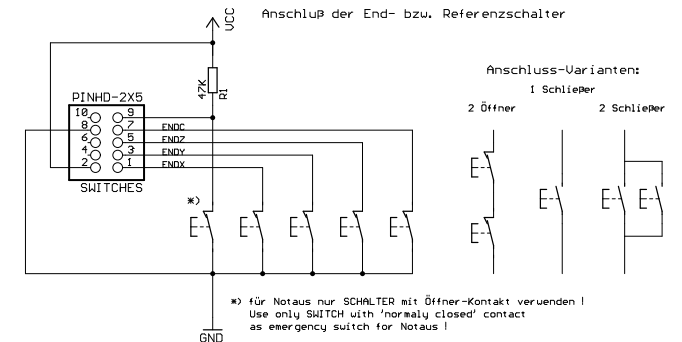 VCC
Anschluß der End- bzw. Referenzschalter
47K
R1
PINHD-2X5
10 9
8 7
6 5
4 3
2 1
ENDC
ENDZ
ENDY
ENDX
SWITCHES
*)
Anschluss-Varianten:
1 Schließer
2 Öffner
2 Schließer
*) für Notaus nur SCHALTER mit Öffner-Kontakt verwenden !
Use only SWITCH with 'normaly closed' contact
as emergency switch for Notaus !
GND